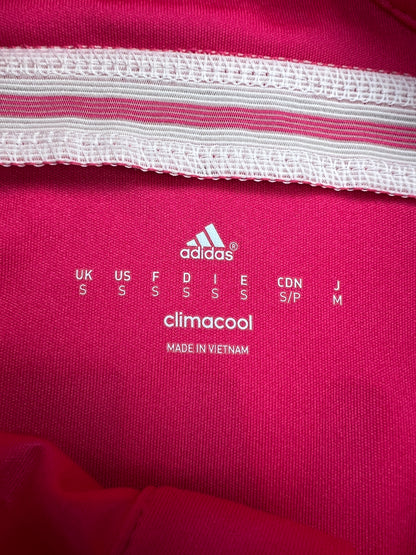 adidas®
UK US F D I E CDN J
S S S S S S S/P M
climacool
MADE IN VIETNAM